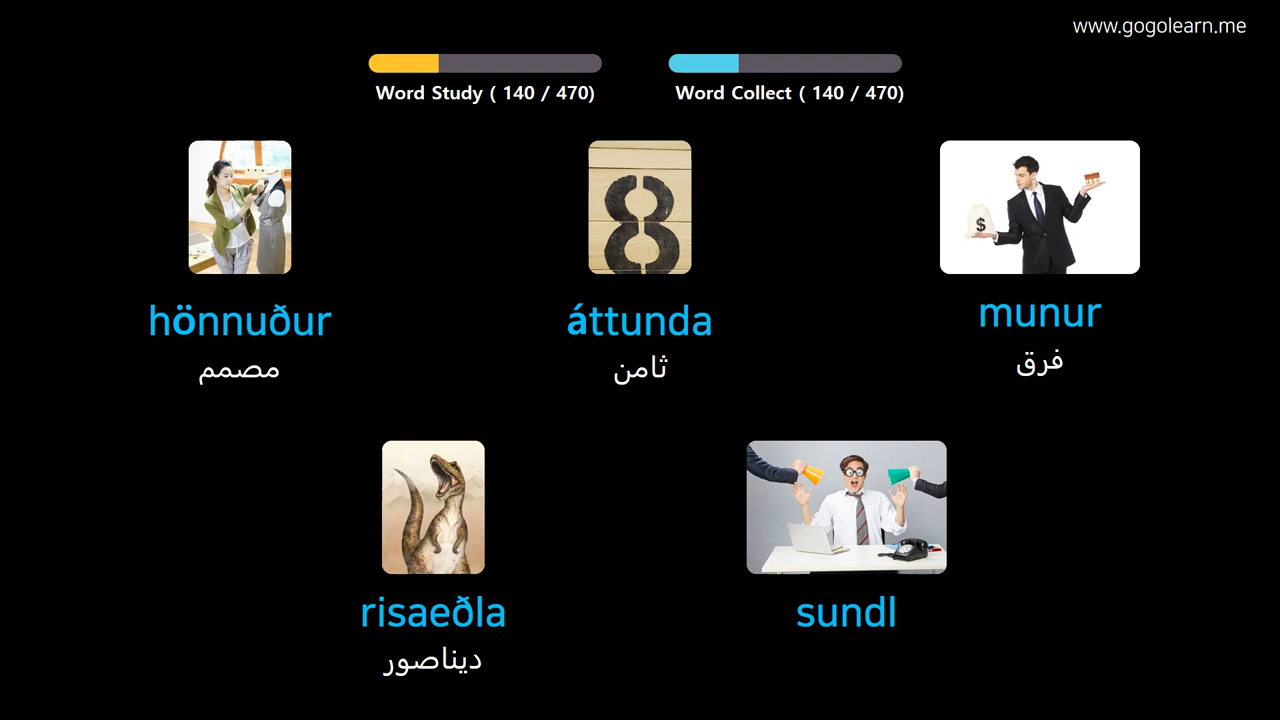 www.gogolearn.me
Word Study ( 140 / 470)
Word Collect ( 140 / 470)
8
hönnuður
مصمم
áttunda
ثامن
$
munur
فرق
risaeðla
ديناصور
sundl